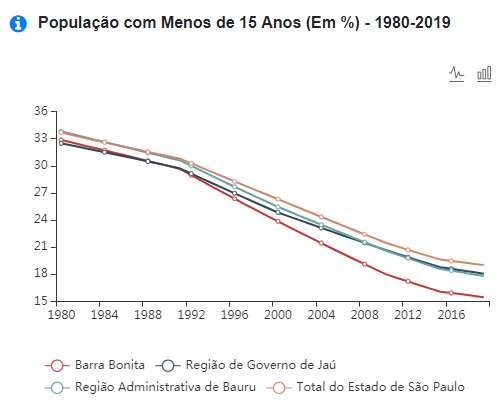 População com Menos de 15 Anos (Em %) - 1980-2019
36
33
30
27
24
21
18
15
1980 1984 1988 1992 1996 2000 2004 2008 2012 2016
Barra Bonita Região de Governo de Jaú
Região Administrativa de Bauru Total do Estado de São Paulo